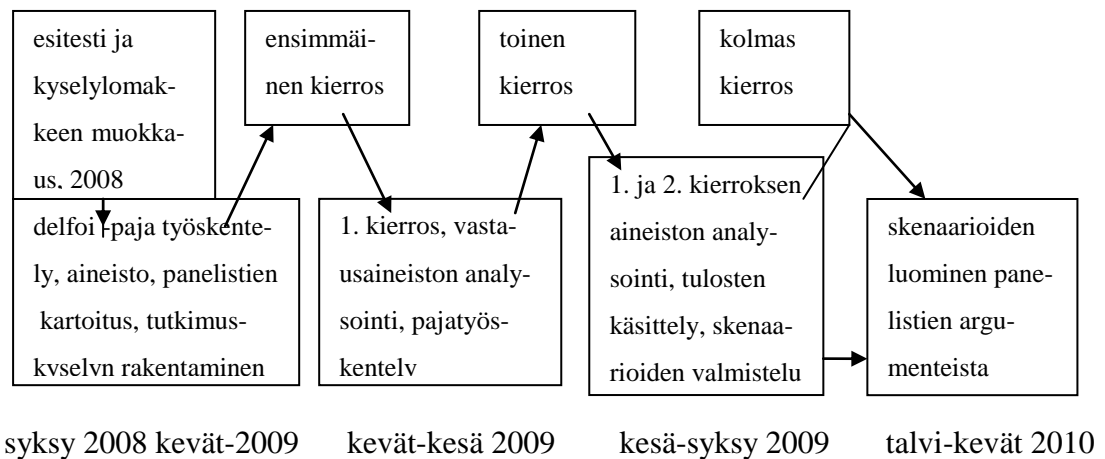 esitesti ja
kyselylomak-
keen muokka-
us, 2008
ensimmäi-
nen kierros
toinen
kierros
kolmas
kierros
delfoi -paja työskente-
ly, aineisto, panelistien
kartoitus, tutkimus-
kyselyn rakentaminen
1. kierros, vasta-
usaineiston analy-
sointi, pajatyös-
kentely
1. ja 2. kierroksen
aineiston analy-
sointi, tulosten
käsittely, skenaa-
rioiden valmistelu
skenaarioiden
luominen pane-
listien argu-
menteista
syksy 2008 kevät-2009
kevät-kesä 2009
kesä-syksy 2009
talvi-kevät 2010